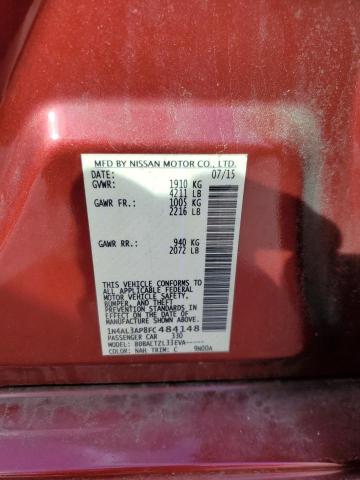 MFD BY NISSAN MOTOR CO., LTD.
DATE: 07/15
GVWR: 1910 KG
4211 LB
GAWR FR.: 1005 KG
2216 LB
GAWR RR.: 940 KG
2072 LB
THIS VEHICLE CONFORMS TO
ALL APPLICABLE FEDERAL
MOTOR VEHICLE SAFETY,
BUMPER, AND THEFT
PREVENTION STANDARDS
IN EFFECT ON THE DATE OF
MANUFACTURE SHOWN ABOVE.
1N4AL3AP8FC484148
PASSENGER CAR 330
MODEL: BDBALTZL33EVA------
COLOR: NAH TRIM: C 9W00A